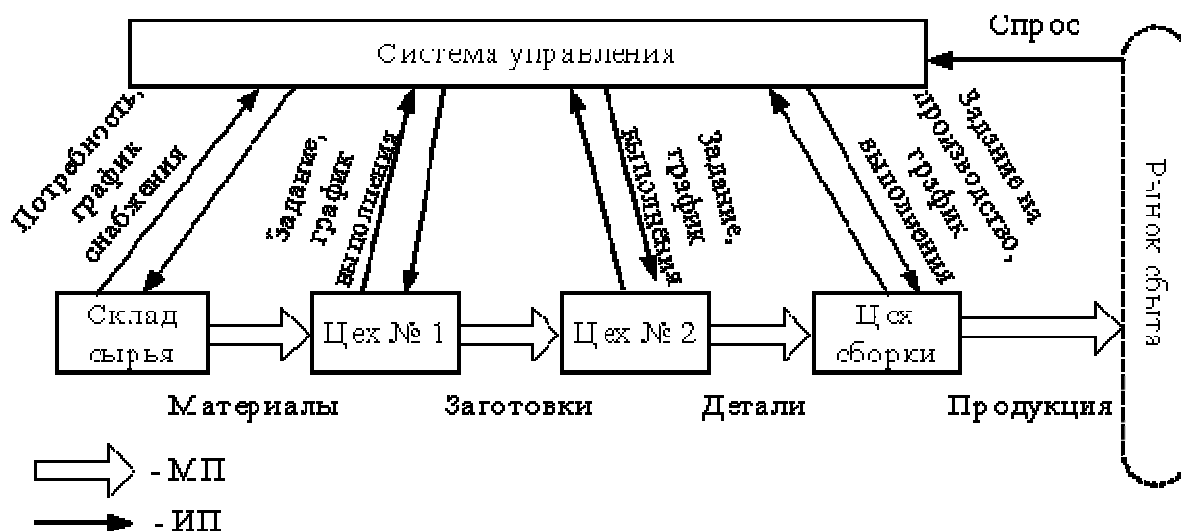 Спрос
Система управления
Потребность,
график
снабжения
Задание,
график
выполнения
Задание,
график
выполнения
Задание на
производство,
график
выполнения
Рынок сбыта
Склад
сырья
Цех № 1
Цех № 2
Цех
сборки
Материалы
Заготовки
Детали
Продукция
- МП
- ИП